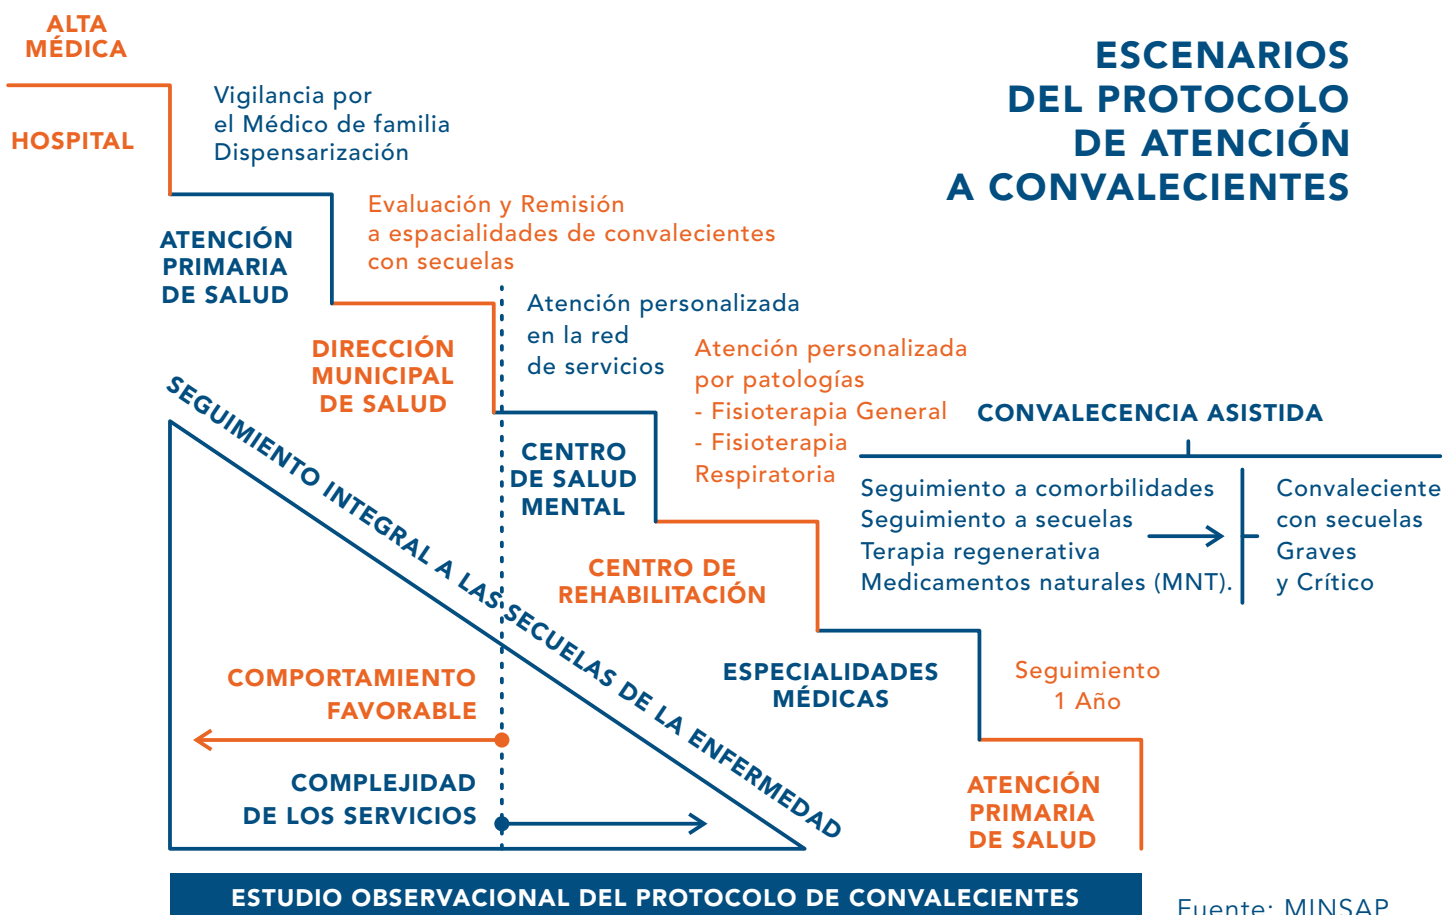 ALTA
MÉDICA
HOSPITAL
ESCENARIOS
DEL PROTOCOLO
DE ATENCIÓN
A CONVALECIENTES
Vigilancia por
el Médico de familia
Dispensarización
ATENCIÓN
PRIMARIA
DE SALUD
Evaluación y Remisión
a espacialidades de convalecientes
con secuelas
DIRECCIÓN
MUNICIPAL
DE SALUD
Atención personalizada
en la red
de servicios
CENTRO
DE SALUD
MENTAL
Atención personalizada
por patologías
- Fisioterapia General
- Fisioterapia
Respiratoria
CENTRO DE
REHABILITACIÓN
CONVALECENCIA ASISTIDA
Seguimiento a comorbilidades
Seguimiento a secuelas
Terapia regenerativa
Medicamentos naturales (MNT).
Convaleciente
con secuelas
Graves
y Crítico
ESPECIALIDADES
MÉDICAS
Seguimiento
1 Año
ATENCIÓN
PRIMARIA
DE SALUD
SEGUIMIENTO INTEGRAL A LAS SECUELAS DE LA ENFERMEDAD
COMPORTAMIENTO
FAVORABLE
COMPLEJIDAD
DE LOS SERVICIOS
ESTUDIO OBSERVACIONAL DEL PROTOCOLO DE CONVALECIENTES
Fuente: MINSAP